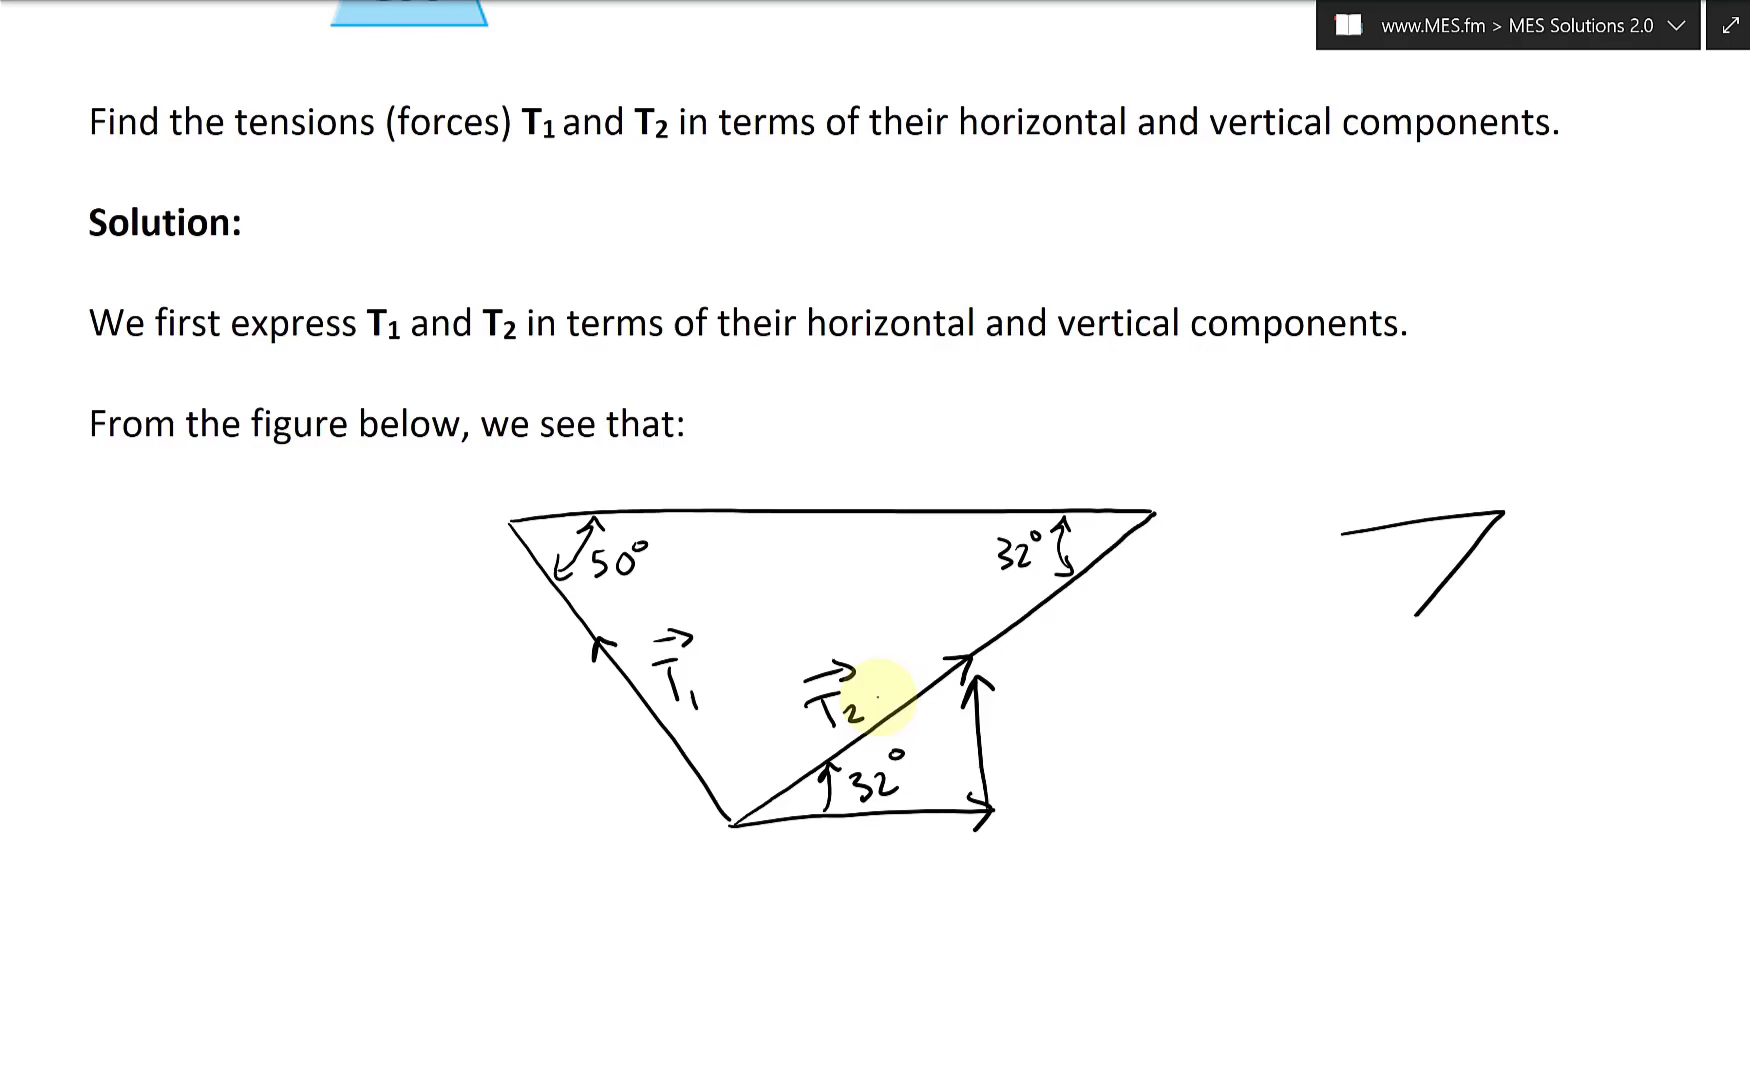 www.MES.fm > MES Solutions 2.0
Find the tensions (forces) T₁ and T₂ in terms of their horizontal and vertical components.
Solution:
We first express T₁ and T₂ in terms of their horizontal and vertical components.
From the figure below, we see that:
50° 32°
T₁
T₂
32°